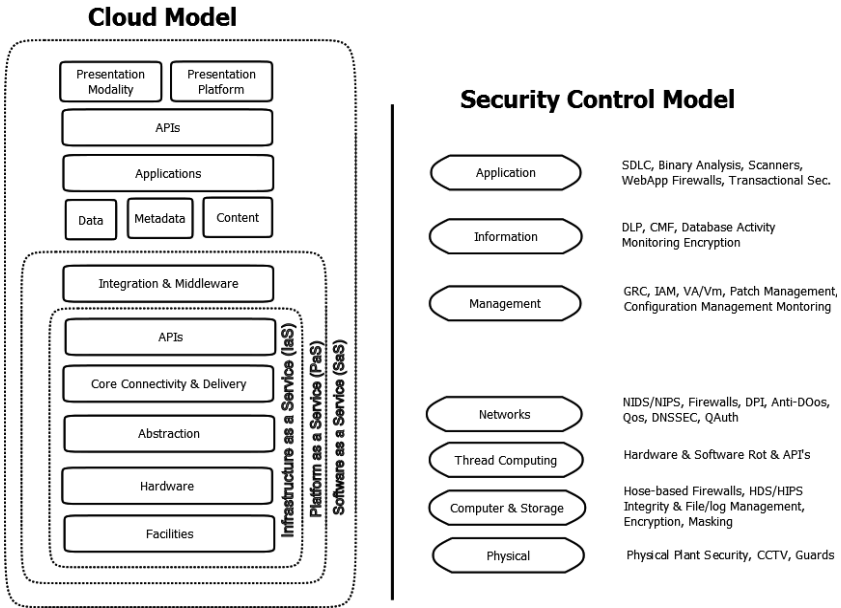 Cloud Model
Presentation
Modality
Presentation
Platform
APIs
Applications
Data
Metadata
Content
Integration & Middleware
APIs
Core Connectivity & Delivery
Abstraction
Hardware
Facilities
Infrastructure as a Service (IaS)
Platform as a Service (PaS)
Software as a Service (SaS)
Security Control Model
Application
SDLC, Binary Analysis, Scanners,
WebApp Firewalls, Transactional Sec.
Information
DLP, CMF, Database Activity
Monitoring Encryption
Management
GRC, IAM, VA/Vm, Patch Management,
Configuration Management Montoring
Networks
NIDS/NIPS, Firewalls, DPI, Anti-DOos,
Qos, DNSSEC, QAuth
Thread Computing
Hardware & Software Rot & API's
Computer & Storage
Hose-based Firewalls, HDS/HIPS
Integrity & File/log Management,
Encryption, Masking
Physical
Physical Plant Security, CCTV, Guards